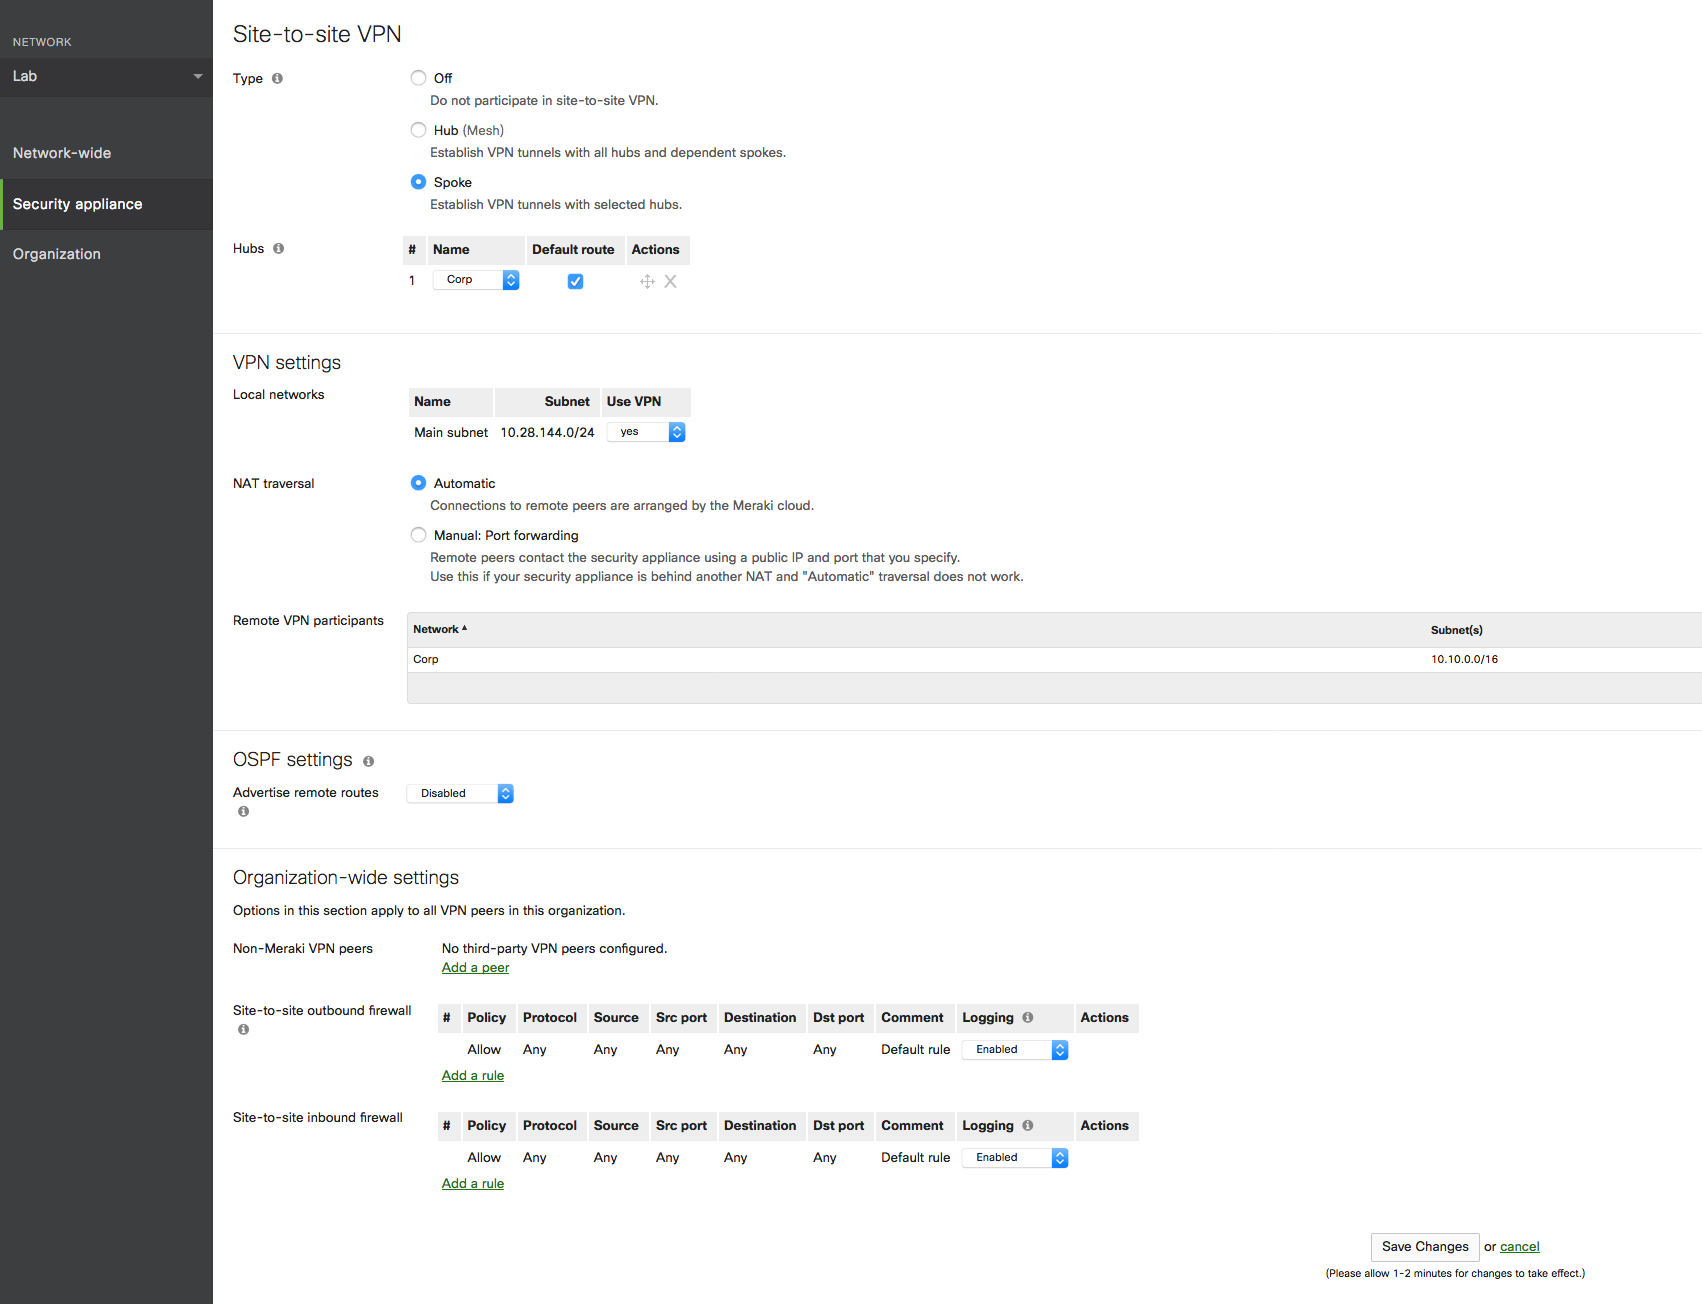 NETWORK
Lab
Network-wide
Security appliance
Organization
Site-to-site VPN
Type
Off
Do not participate in site-to-site VPN.
Hub (Mesh)
Establish VPN tunnels with all hubs and dependent spokes.
Spoke
Establish VPN tunnels with selected hubs.
Hubs
# Name Default route Actions
1 Corp
VPN settings
Local networks
Name Subnet Use VPN
Main subnet 10.28.144.0/24 yes
NAT traversal
Automatic
Connections to remote peers are arranged by the Meraki cloud.
Manual: Port forwarding
Remote peers contact the security appliance using a public IP and port that you specify.
Use this if your security appliance is behind another NAT and "Automatic" traversal does not work.
Remote VPN participants
Network Subnet(s)
Corp 10.10.0.0/16
OSPF settings
Advertise remote routes Disabled
Organization-wide settings
Options in this section apply to all VPN peers in this organization.
Non-Meraki VPN peers No third-party VPN peers configured.
Add a peer
Site-to-site outbound firewall
# Policy Protocol Source Src port Destination Dst port Comment Logging Actions
Allow Any Any Any Any Any Default rule Enabled
Add a rule
Site-to-site inbound firewall
# Policy Protocol Source Src port Destination Dst port Comment Logging Actions
Allow Any Any Any Any Any Default rule Enabled
Add a rule
Save Changes or cancel
(Please allow 1-2 minutes for changes to take effect.)